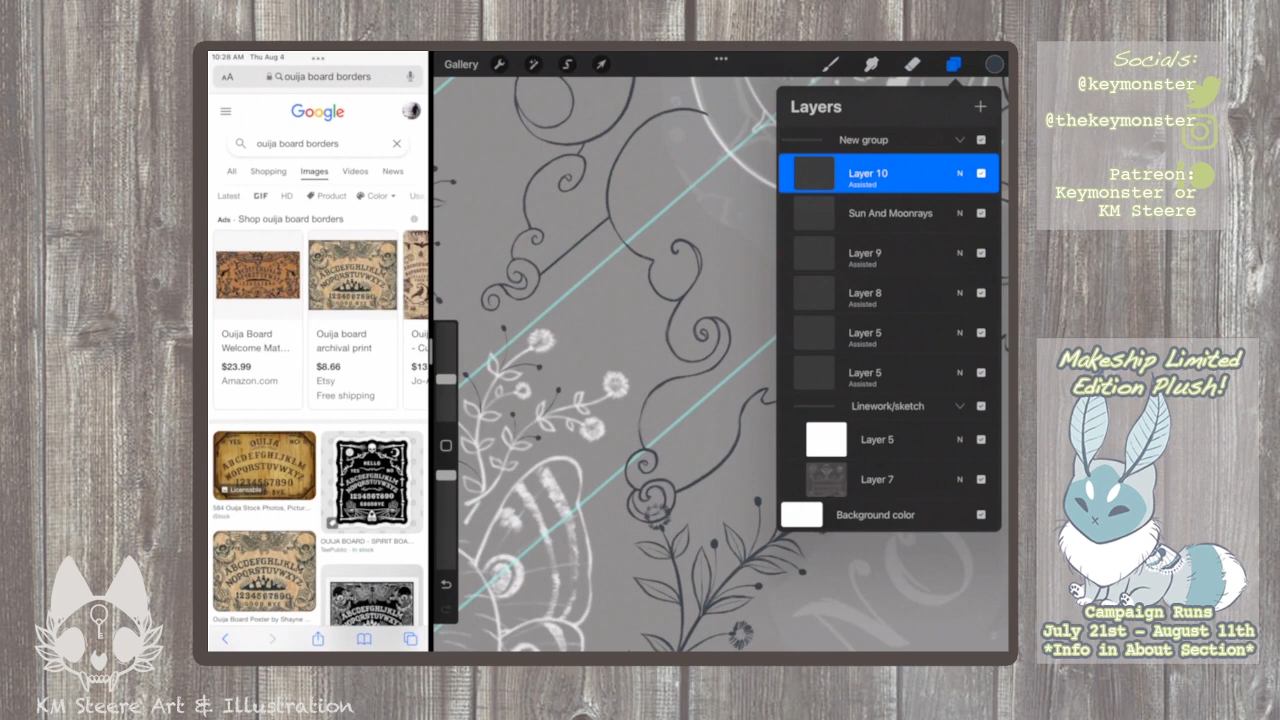 10:28 AM Thu Aug 4
AA ouija board borders
Google
ouija board borders
All Shopping Images Videos News
Latest GIF HD Product Color
Ads · Shop ouija board borders
Ouija Board
Welcome Mat...
$23.99
Amazon.com
Ouija board
archival print
$8.66
Etsy
Free shipping
Ouij
- Cu
$13
Jo-A
584 Ouija Stock Photos, Pictur...
iStock
Licensable
OUIJA BOARD - SPIRIT BOA...
TeePublic · In stock
Ouija Board Poster by Shayne ...
Gallery
Layers
New group
Layer 10 N
Assisted
Sun And Moonrays N
Layer 9 N
Assisted
Layer 8 N
Assisted
Layer 5 N
Assisted
Layer 5 N
Assisted
Linework/sketch
Layer 5 N
Layer 7 N
Background color
Socials:
@keymonster
@thekeymonster
Patreon:
Keymonster or
KM Steere
Makeship Limited
Edition Plush!
Campaign Runs
July 21st - August 11th
*Info in About Section*
KM Steere Art & Illustration